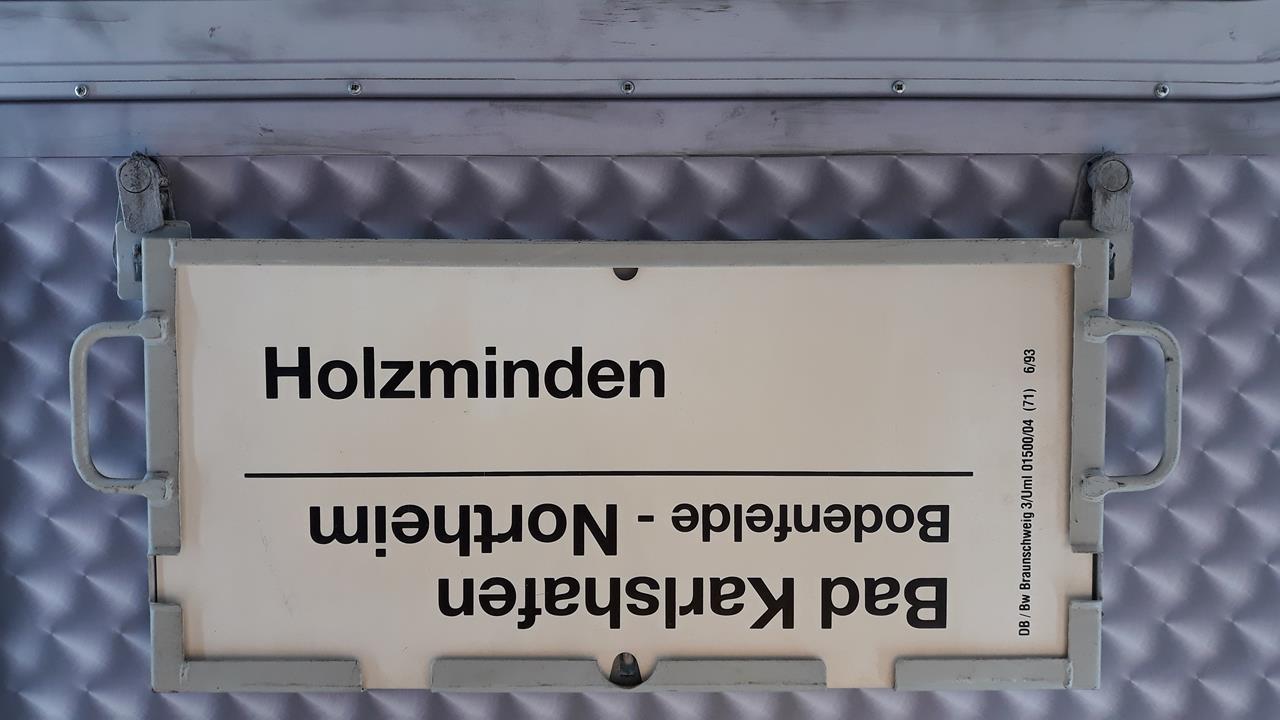 Holzminden
Bad Karlshafen
Bodenfelde - Northeim
DB / Bw Braunschweig 3/Uml 01500/04 (71) 6/93